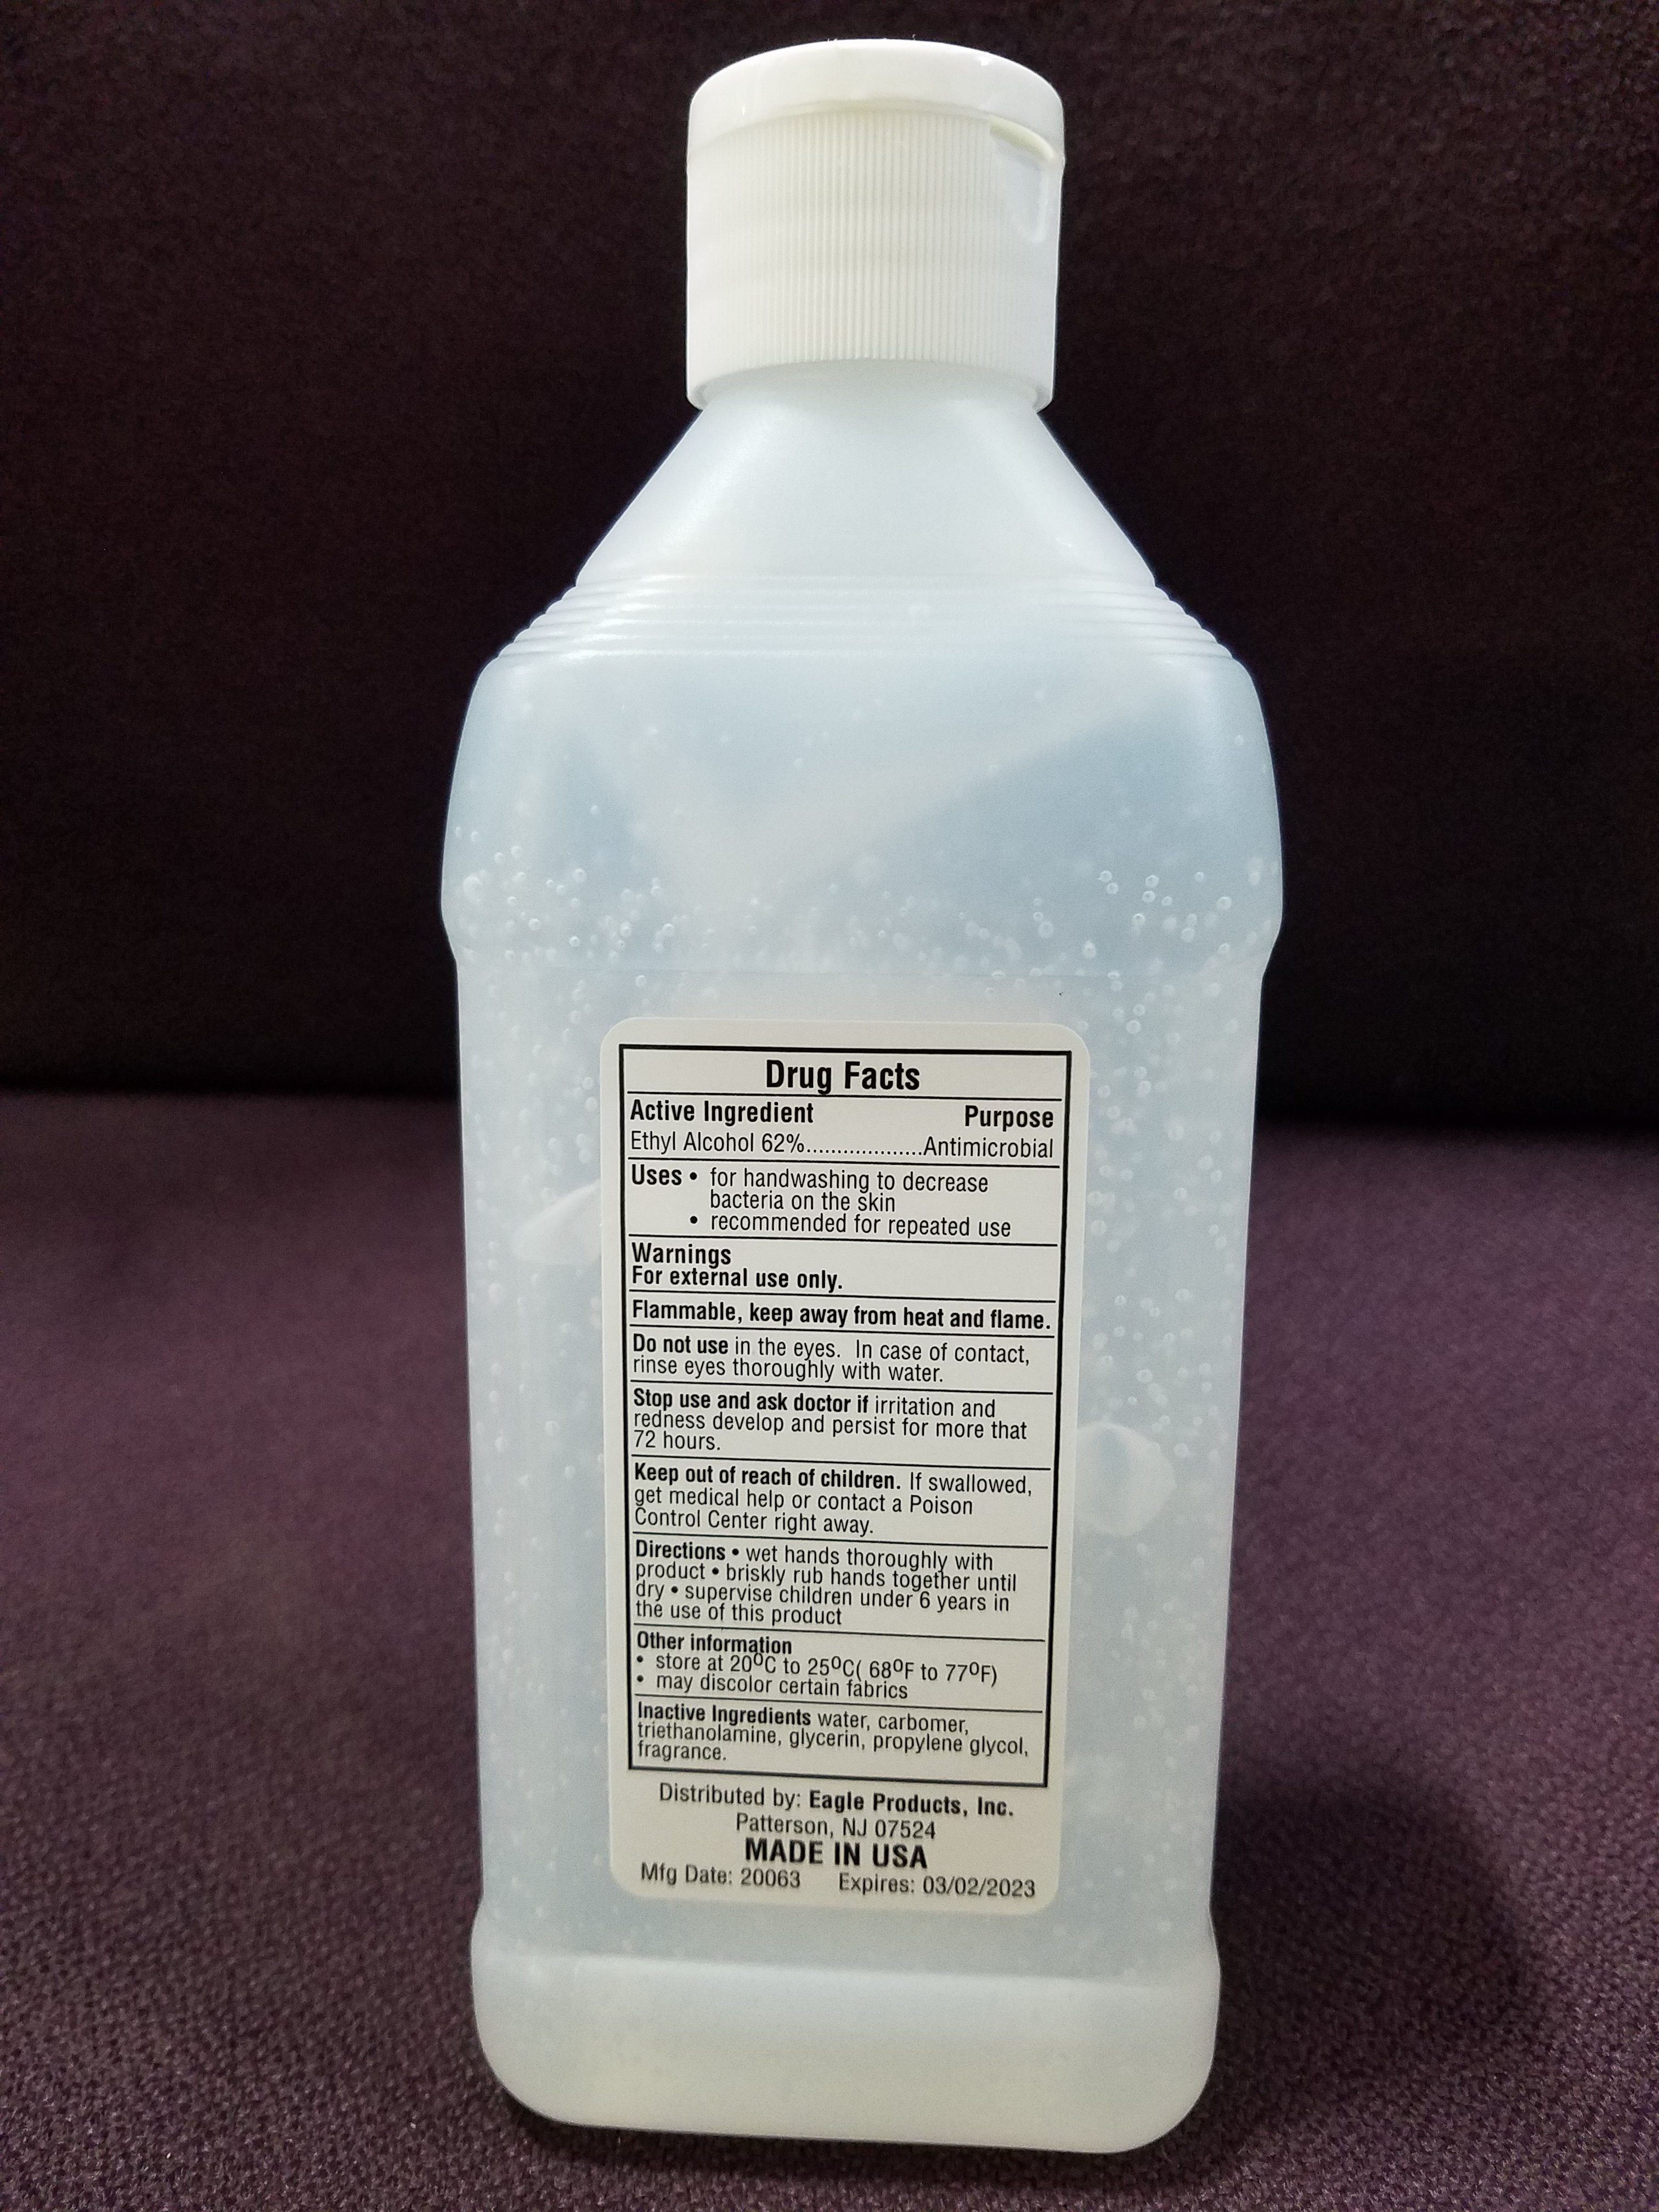 Drug Facts
Active Ingredient Purpose
Ethyl Alcohol 62%...................Antimicrobial
Uses • for handwashing to decrease
bacteria on the skin
• recommended for repeated use
Warnings
For external use only.
Flammable, keep away from heat and flame.
Do not use in the eyes. In case of contact,
rinse eyes thoroughly with water.
Stop use and ask doctor if irritation and
redness develop and persist for more that
72 hours.
Keep out of reach of children. If swallowed,
get medical help or contact a Poison
Control Center right away.
Directions • wet hands thoroughly with
product • briskly rub hands together until
dry • supervise children under 6 years in
the use of this product
Other information
• store at 20ºC to 25ºC( 68ºF to 77ºF)
• may discolor certain fabrics
Inactive Ingredients water, carbomer,
triethanolamine, glycerin, propylene glycol,
fragrance.
Distributed by: Eagle Products, Inc.
Patterson, NJ 07524
MADE IN USA
Mfg Date: 20063 Expires: 03/02/2023